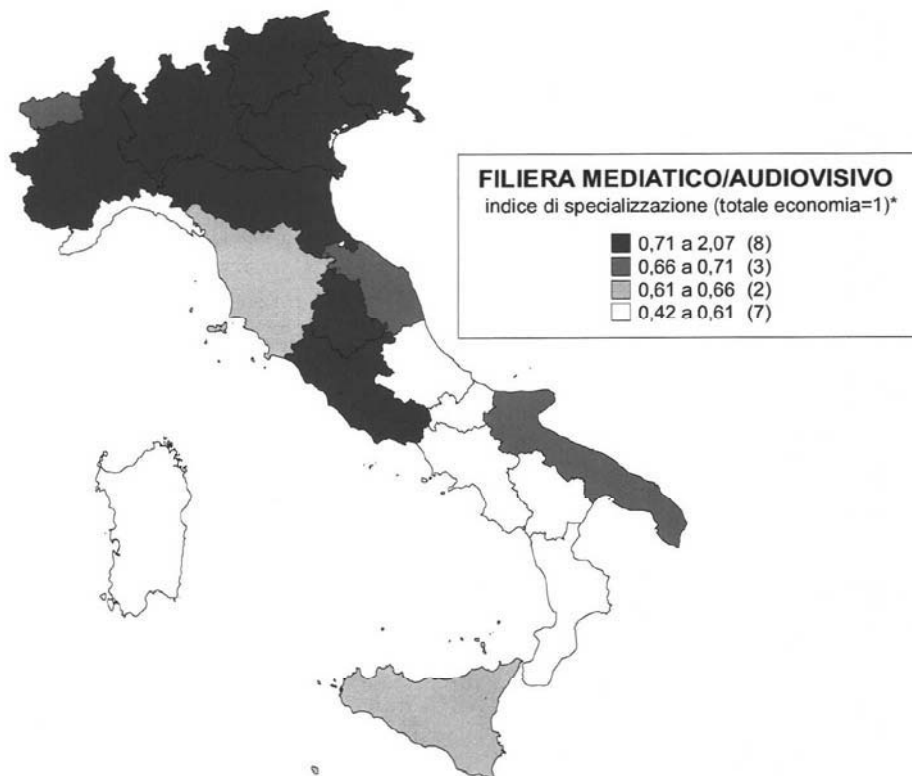 FILIERA MEDIATICO/AUDIOVISIVO
indice di specializzazione (totale economia=1)*
0,71 a 2,07 (8)
0,66 a 0,71 (3)
0,61 a 0,66 (2)
0,42 a 0,61 (7)